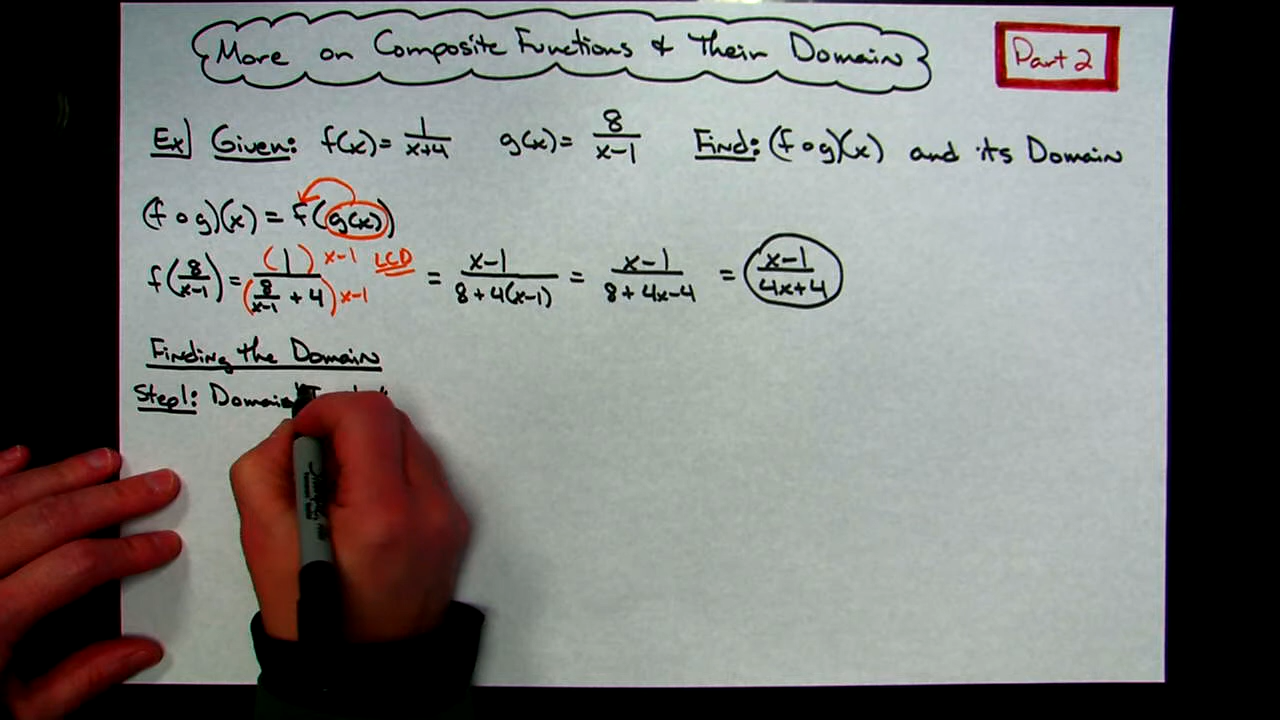 More on Composite Functions & Their Domain
Part 2
Ex] Given: f(x) = 1/(x+4) g(x) = 8/(x-1) Find: (f∘g)(x) and its Domain
(f∘g)(x) = f(g(x))
f(8/(x-1)) = (1) x-1 / (8/(x-1) + 4) x-1 LCD = (x-1)/(8+4(x-1)) = (x-1)/(8+4x-4) = (x-1)/(4x+4)
Finding the Domain
Step 1: Domain